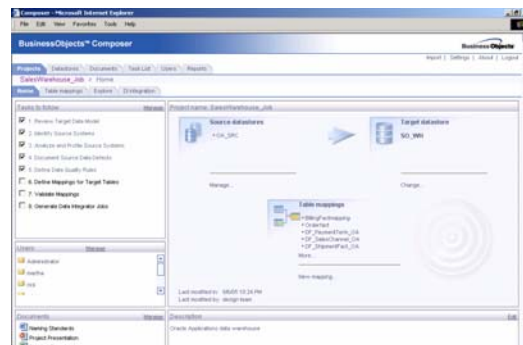 Composer - Microsoft Internet Explorer
File Edit View Favorites Tools Help
BusinessObjects™ Composer
Business Objects
Import | Settings | About | Logout
Projects Datastores Documents Task List Users Reports
SalesWarehouse_Job > Home
Home Table mappings Explore DI Integration
Tasks to follow Manage
1. Review Target Data Model
2. Identify Source Systems
3. Analyze and Profile Source Systems
4. Document Source Data Defects
5. Define Data Quality Rules
6. Define Mappings for Target Tables
7. Validate Mappings
8. Generate Data Integrator Jobs
Project name: SalesWarehouse_Job
Source datastores
• OA_SRC
Manage...
Target datastore
SO_WH
Change...
Table mappings
• BillingFactmapping
• Orderfact
• DF_PaymentTerm_OA
• DF_SalesChannel_OA
• DF_ShipmentFact_OA
More...
View mapping...
Last modified by: design team
Users Manage
Administrator
Documents Manage
Naming Standards
Project Presentation
Description Edit
Oracle Applications data warehouse